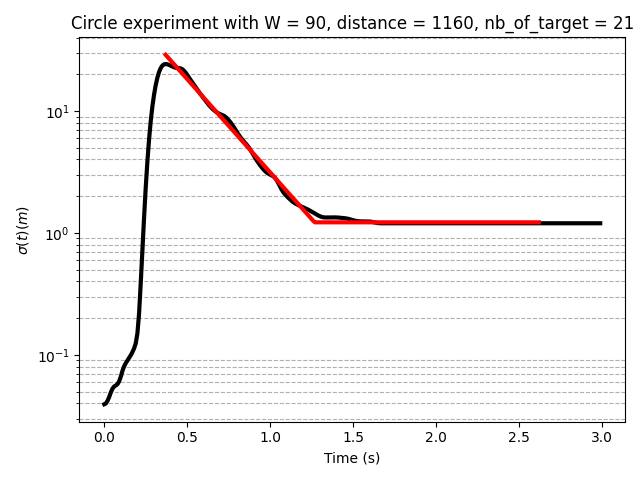 Circle experiment with W = 90, distance = 1160, nb_of_target = 21
10¹
10⁰
10⁻¹
σ(t)(m)
0.0 0.5 1.0 1.5 2.0 2.5 3.0
Time (s)